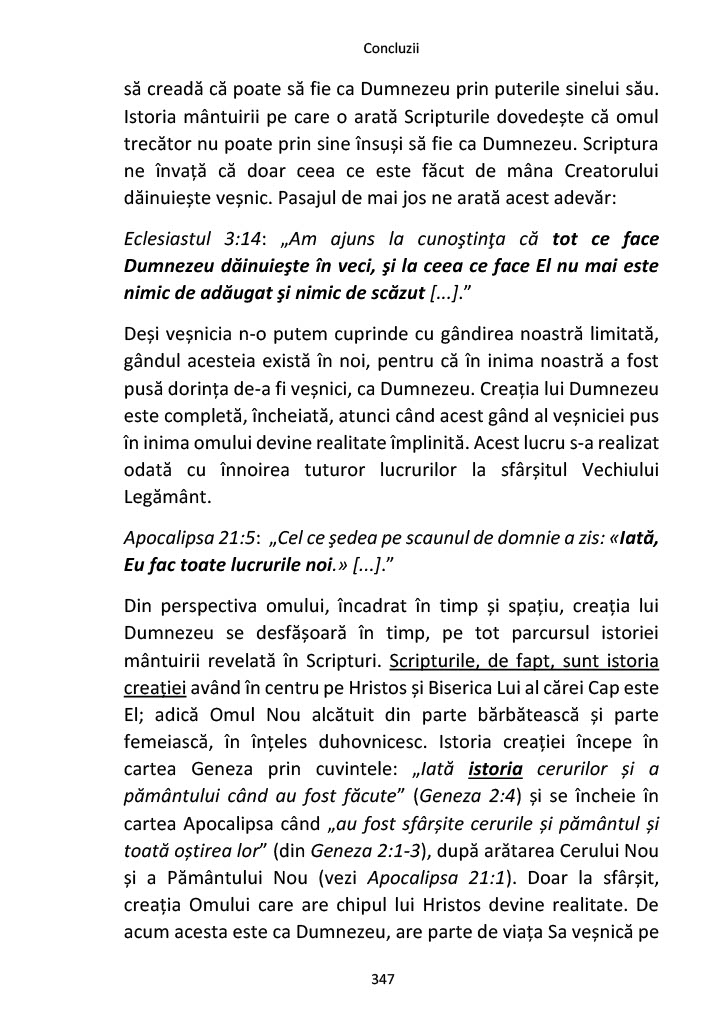 Concluzii
să creadă că poate să fie ca Dumnezeu prin puterile sinelui său.
Istoria mântuirii pe care o arată Scripturile dovedește că omul
trecător nu poate prin sine însuși să fie ca Dumnezeu. Scriptura
ne învață că doar ceea ce este făcut de mâna Creatorului
dăinuiește veșnic. Pasajul de mai jos ne arată acest adevăr:
Eclesiastul 3:14: „Am ajuns la cunoştinţa că tot ce face
Dumnezeu dăinuieşte în veci, şi la ceea ce face El nu mai este
nimic de adăugat şi nimic de scăzut [...].”
Deși veșnicia n-o putem cuprinde cu gândirea noastră limitată,
gândul acesteia există în noi, pentru că în inima noastră a fost
pusă dorința de-a fi veșnici, ca Dumnezeu. Creația lui Dumnezeu
este completă, încheiată, atunci când acest gând al veșniciei pus
în inima omului devine realitate împlinită. Acest lucru s-a realizat
odată cu înnoirea tuturor lucrurilor la sfârșitul Vechiului
Legământ.
Apocalipsa 21:5: „Cel ce şedea pe scaunul de domnie a zis: «Iată,
Eu fac toate lucrurile noi.» [...].”
Din perspectiva omului, încadrat în timp și spațiu, creația lui
Dumnezeu se desfășoară în timp, pe tot parcursul istoriei
mântuirii revelată în Scripturi. Scripturile, de fapt, sunt istoria
creației având în centru pe Hristos și Biserica Lui al cărei Cap este
El; adică Omul Nou alcătuit din parte bărbătească și parte
femeiască, în înțeles duhovnicesc. Istoria creației începe în
cartea Geneza prin cuvintele: „Iată istoria cerurilor și a
pământului când au fost făcute” (Geneza 2:4) și se încheie în
cartea Apocalipsa când „au fost sfârșite cerurile și pământul și
toată oștirea lor” (din Geneza 2:1-3), după arătarea Cerului Nou
și a Pământului Nou (vezi Apocalipsa 21:1). Doar la sfârșit,
creația Omului care are chipul lui Hristos devine realitate. De
acum acesta este ca Dumnezeu, are parte de viața Sa veșnică pe
347